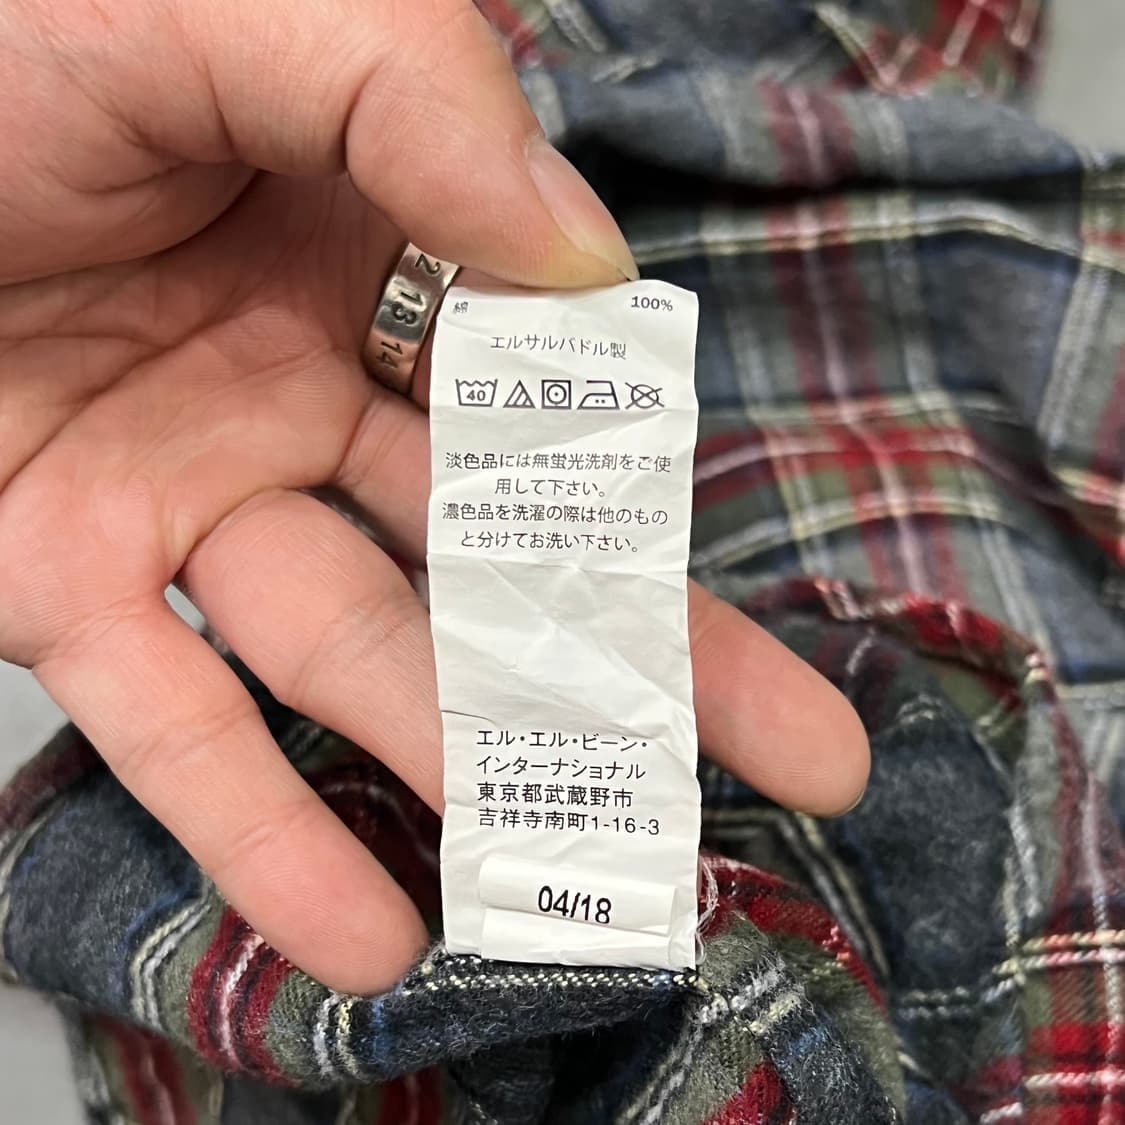 2 13 14
綿 100%
エルサルバドル製
40
淡色品には無蛍光洗剤をご使
用して下さい。
濃色品を洗濯の際は他のもの
と分けてお洗い下さい。
エル・エル・ビーン・
インターナショナル
東京都武蔵野市
吉祥寺南町1-16-3
04/18